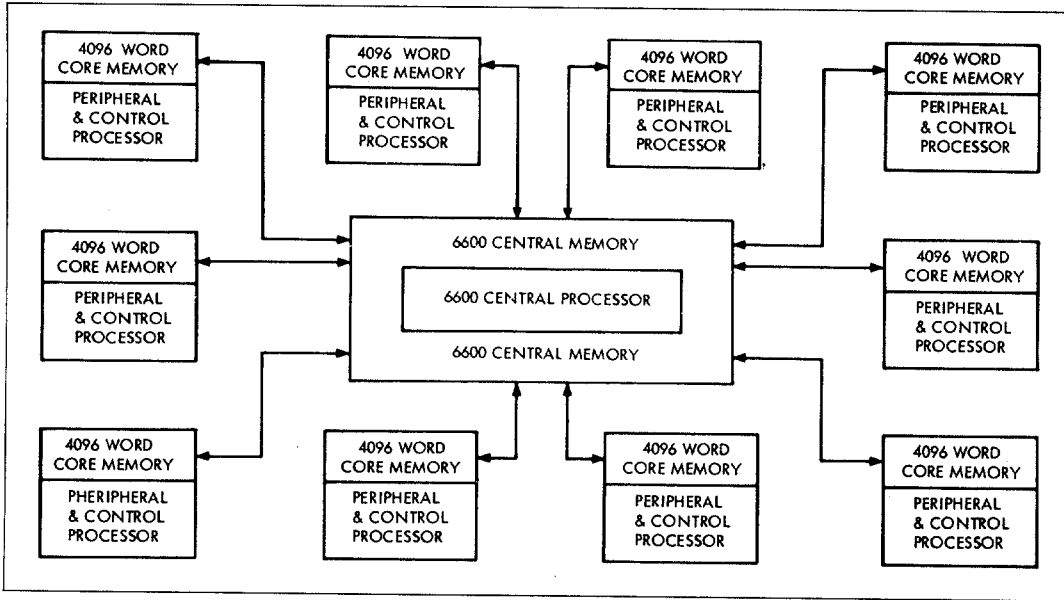 4096 WORD
CORE MEMORY
PERIPHERAL
& CONTROL
PROCESSOR
4096 WORD
CORE MEMORY
PERIPHERAL
& CONTROL
PROCESSOR
4096 WORD
CORE MEMORY
PERIPHERAL
& CONTROL
PROCESSOR
4096 WORD
CORE MEMORY
PERIPHERAL
& CONTROL
PROCESSOR
4096 WORD
CORE MEMORY
PERIPHERAL
& CONTROL
PROCESSOR
6600 CENTRAL MEMORY
6600 CENTRAL PROCESSOR
6600 CENTRAL MEMORY
4096 WORD
CORE MEMORY
PERIPHERAL
& CONTROL
PROCESSOR
4096 WORD
CORE MEMORY
PHERIPHERAL
& CONTROL
PROCESSOR
4096 WORD
CORE MEMORY
PERIPHERAL
& CONTROL
PROCESSOR
4096 WORD
CORE MEMORY
PERIPHERAL
& CONTROL
PROCESSOR
4096 WORD
CORE MEMORY
PERIPHERAL
& CONTROL
PROCESSOR